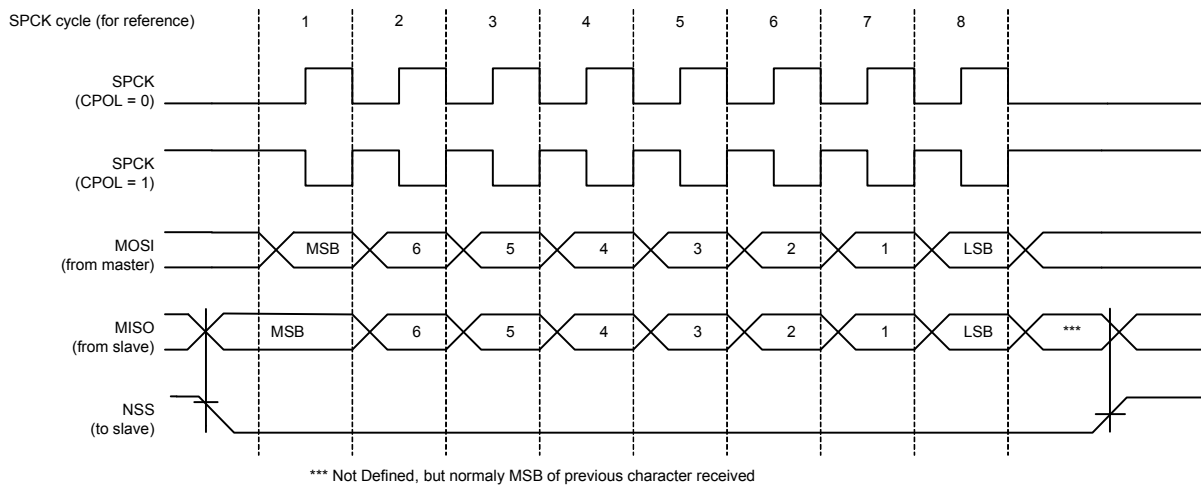 SPCK cycle (for reference) 1 2 3 4 5 6 7 8
SPCK
(CPOL = 0)
SPCK
(CPOL = 1)
MOSI
(from master)
MSB 6 5 4 3 2 1 LSB
MISO
(from slave)
MSB 6 5 4 3 2 1 LSB ***
NSS
(to slave)
*** Not Defined, but normaly MSB of previous character received